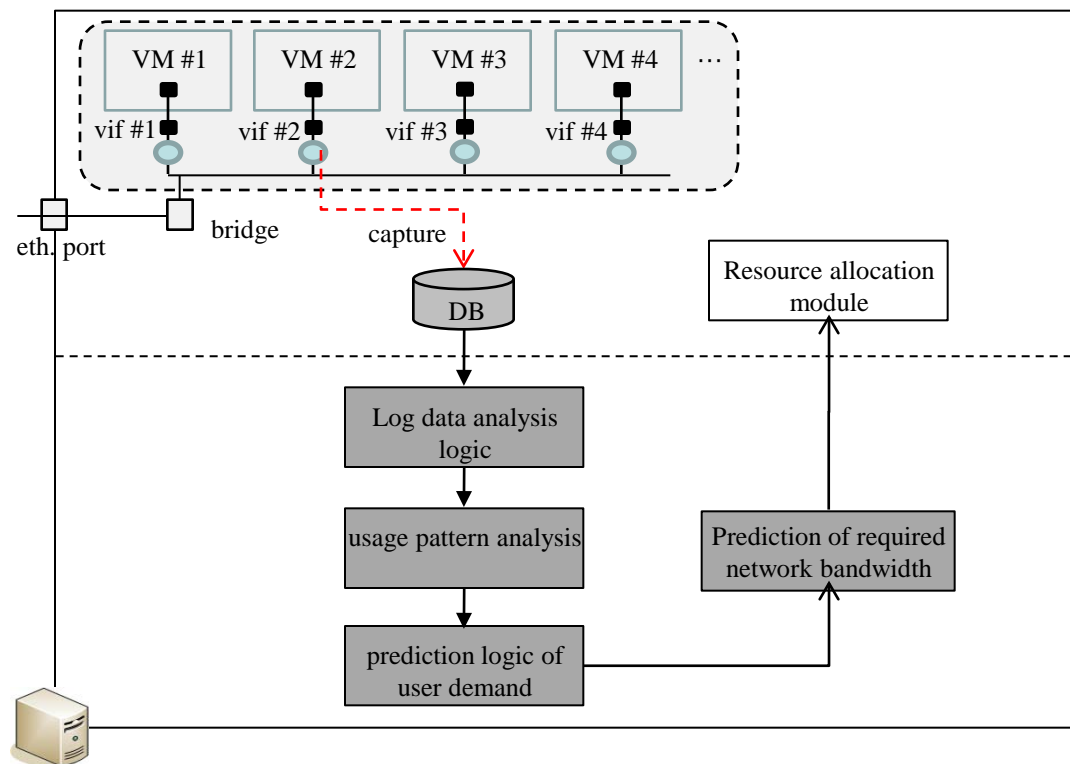 VM #1
VM #2
VM #3
VM #4
...
vif #1
vif #2
vif #3
vif #4
eth. port
bridge
capture
DB
Resource allocation
module
Log data analysis
logic
usage pattern analysis
Prediction of required
network bandwidth
prediction logic of
user demand